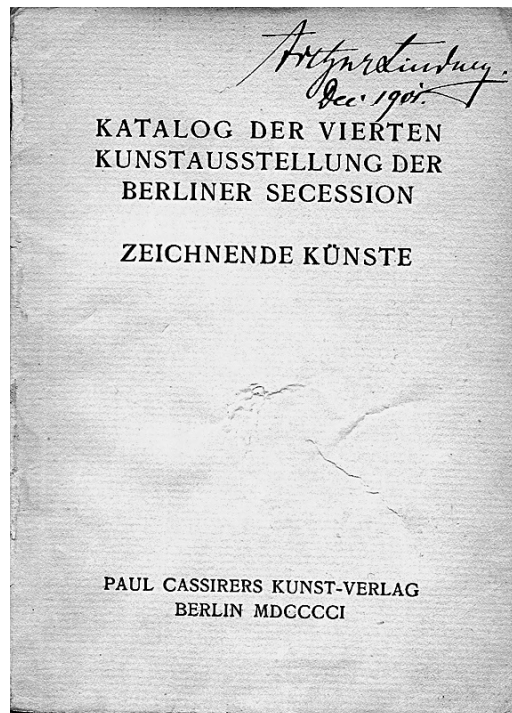 Dec. 1901.
KATALOG DER VIERTEN
KUNSTAUSSTELLUNG DER
BERLINER SECESSION
ZEICHNENDE KÜNSTE
PAUL CASSIRERS KUNST-VERLAG
BERLIN MDCCCCI